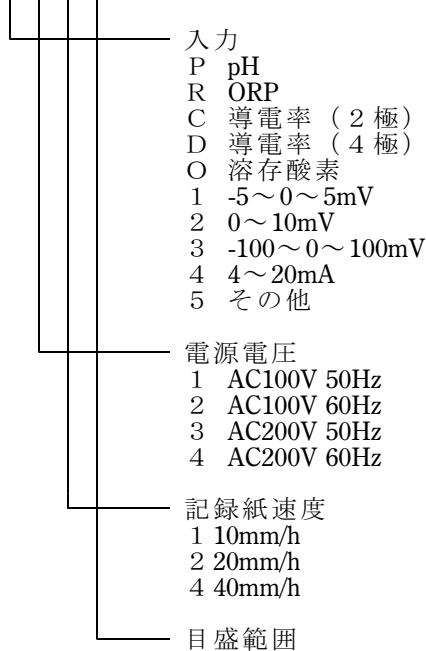 入力
P pH
R ORP
C 導電率（２極）
D 導電率（４極）
O 溶存酸素
1 -5～0～5mV
2 0～10mV
3 -100～0～100mV
4 4～20mA
5 その他
電源電圧
1 AC100V 50Hz
2 AC100V 60Hz
3 AC200V 50Hz
4 AC200V 60Hz
記録紙速度
1 10mm/h
2 20mm/h
4 40mm/h
目盛範囲